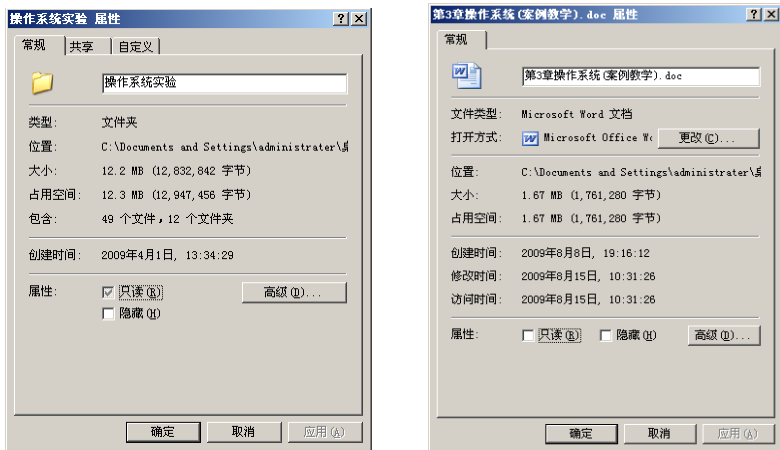 操作系统实验 属性
常规 共享 自定义
操作系统实验
类型: 文件夹
位置: C:\Documents and Settings\administrater\桌
大小: 12.2 MB (12,832,842 字节)
占用空间: 12.3 MB (12,947,456 字节)
包含: 49 个文件,12 个文件夹
创建时间: 2009年4月1日, 13:34:29
属性: 只读(R) 高级(D)...
隐藏(H)
确定 取消 应用(A)
第3章操作系统(案例教学).doc 属性
常规
第3章操作系统(案例教学).doc
文件类型: Microsoft Word 文档
打开方式: Microsoft Office Wo 更改(C)...
位置: C:\Documents and Settings\administrater\桌
大小: 1.67 MB (1,761,280 字节)
占用空间: 1.67 MB (1,761,280 字节)
创建时间: 2009年8月8日, 19:16:12
修改时间: 2009年8月15日, 10:31:26
访问时间: 2009年8月15日, 10:31:26
属性: 只读(R) 隐藏(H) 高级(D)...
确定 取消 应用(A)